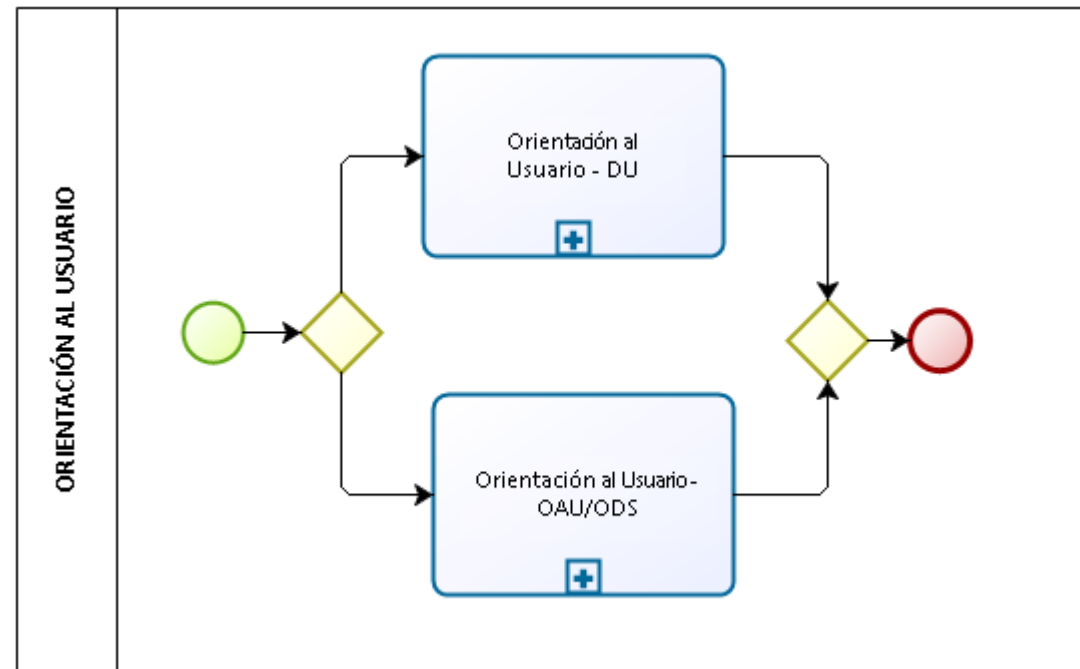 ORIENTACIÓN AL USUARIO
Orientación al
Usuario - DU
Orientación al Usuario-
OAU/ODS